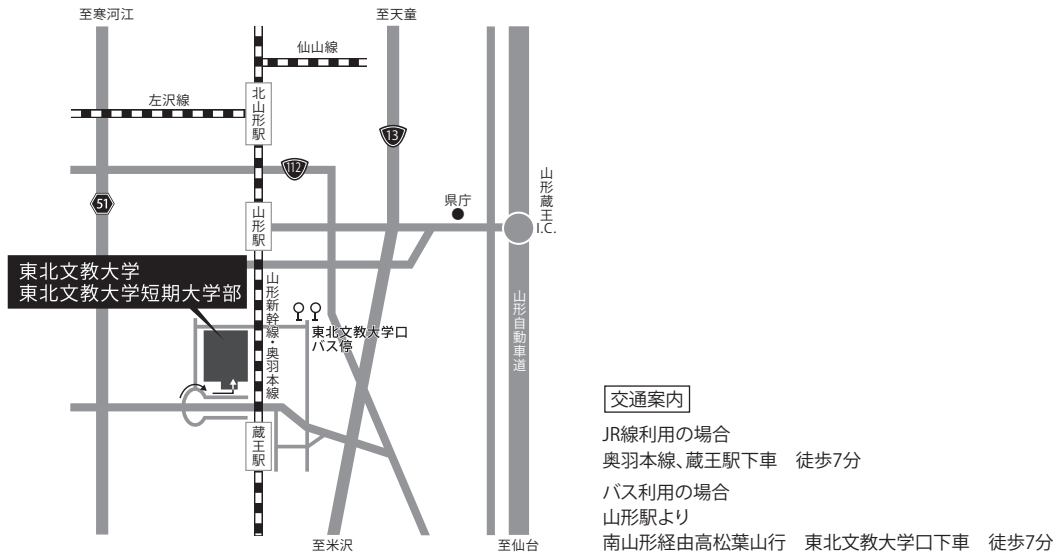 至寒河江
至天童
仙山線
左沢線
北山形駅
13
112
51
県庁
山形蔵王
I.C.
山形駅
東北文教大学
東北文教大学短期大学部
山形新幹線・奥羽本線
東北文教大学口
バス停
山形自動車道
蔵王駅
至米沢
至仙台
交通案内
JR線利用の場合
奥羽本線、蔵王駅下車　徒歩7分
バス利用の場合
山形駅より
南山形経由高松葉山行　東北文教大学口下車　徒歩7分